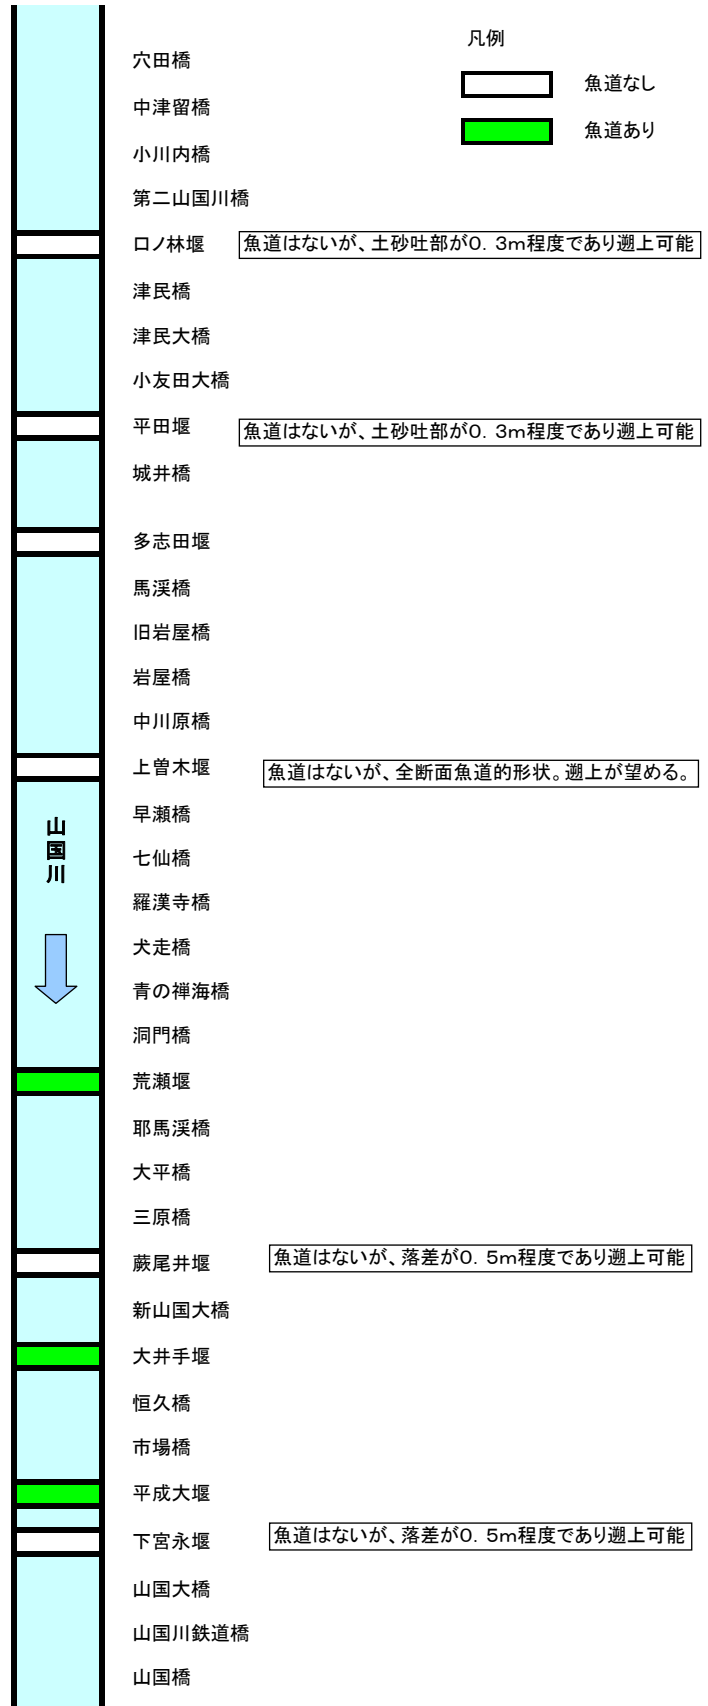 凡例
穴田橋
魚道なし
中津留橋
魚道あり
小川内橋
第二山国川橋
口ノ林堰
魚道はないが、土砂吐部が0.3m程度であり遡上可能
津民橋
津民大橋
小友田大橋
平田堰
魚道はないが、土砂吐部が0.3m程度であり遡上可能
城井橋
多志田堰
馬渓橋
旧岩屋橋
岩屋橋
中川原橋
上曽木堰
魚道はないが、全断面魚道的形状。遡上が望める。
早瀬橋
山国川
七仙橋
羅漢寺橋
犬走橋
青の禅海橋
洞門橋
荒瀬堰
耶馬渓橋
大平橋
三原橋
蕨尾井堰
魚道はないが、落差が0.5m程度であり遡上可能
新山国大橋
大井手堰
恒久橋
市場橋
平成大堰
下宮永堰
魚道はないが、落差が0.5m程度であり遡上可能
山国大橋
山国川鉄道橋
山国橋